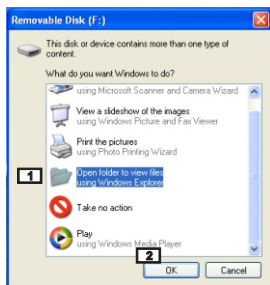 Removable Disk (F:)
This disk or device contains more than one type of
content.
What do you want Windows to do?
using Microsoft Scanner and Camera Wizard
View a slideshow of the images
using Windows Picture and Fax Viewer
Print the pictures
using Photo Printing Wizard
1
Open folder to view files
using Windows Explorer
Take no action
Play
using Windows Media Player
2
OK
Cancel